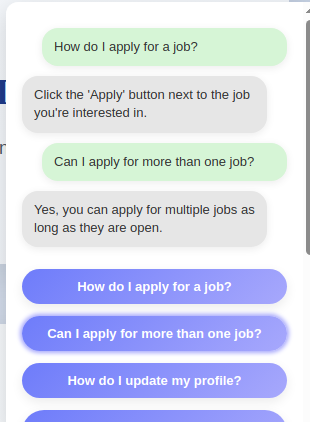 How do I apply for a job?
Click the 'Apply' button next to the job
you're interested in.
Can I apply for more than one job?
Yes, you can apply for multiple jobs as
long as they are open.
How do I apply for a job?
Can I apply for more than one job?
How do I update my profile?